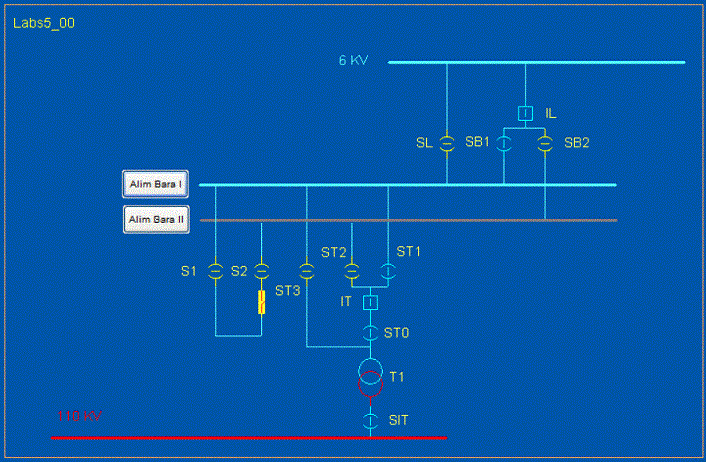 Labs5_00
6 KV
IL
SL
SB1
SB2
Alim Bara I
Alim Bara II
ST2
ST1
S1
S2
ST3
IT
ST0
T1
110 KV
SIT